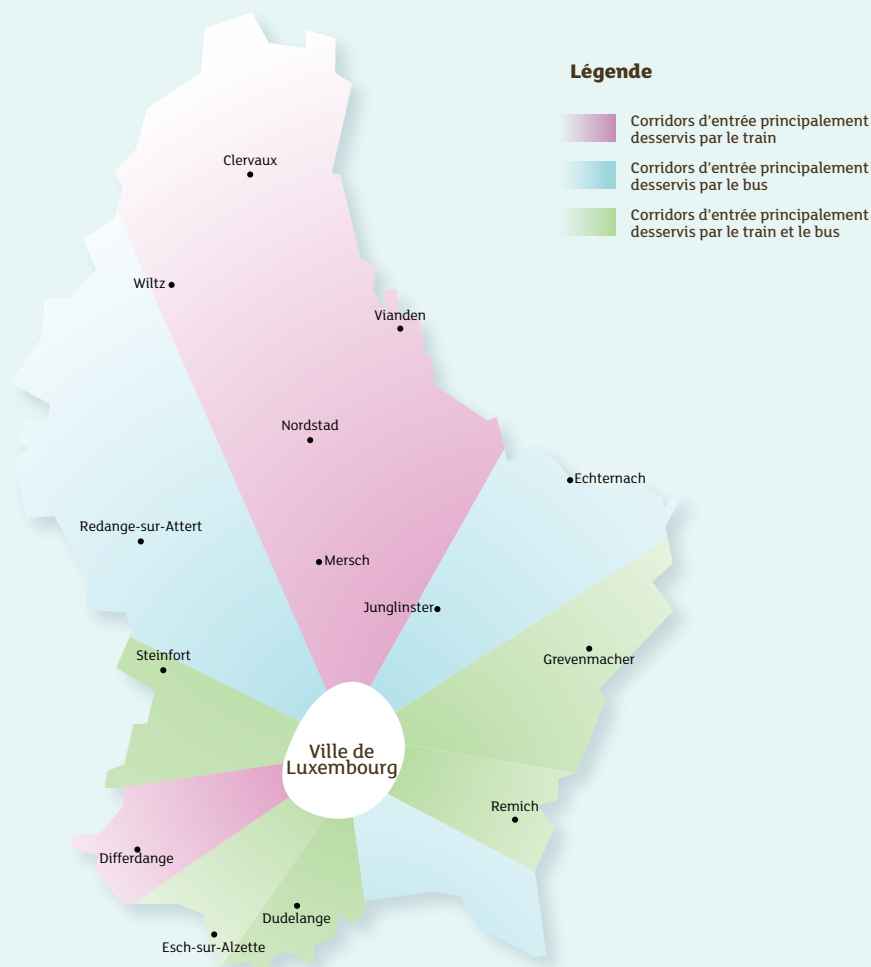 Légende
Corridors d'entrée principalement
desservis par le train
Corridors d'entrée principalement
desservis par le bus
Corridors d'entrée principalement
desservis par le train et le bus
Clervaux
Wiltz
Vianden
Nordstad
Echternach
Redange-sur-Attert
Mersch
Junglinster
Steinfort
Grevenmacher
Ville de
Luxembourg
Remich
Differdange
Dudelange
Esch-sur-Alzette